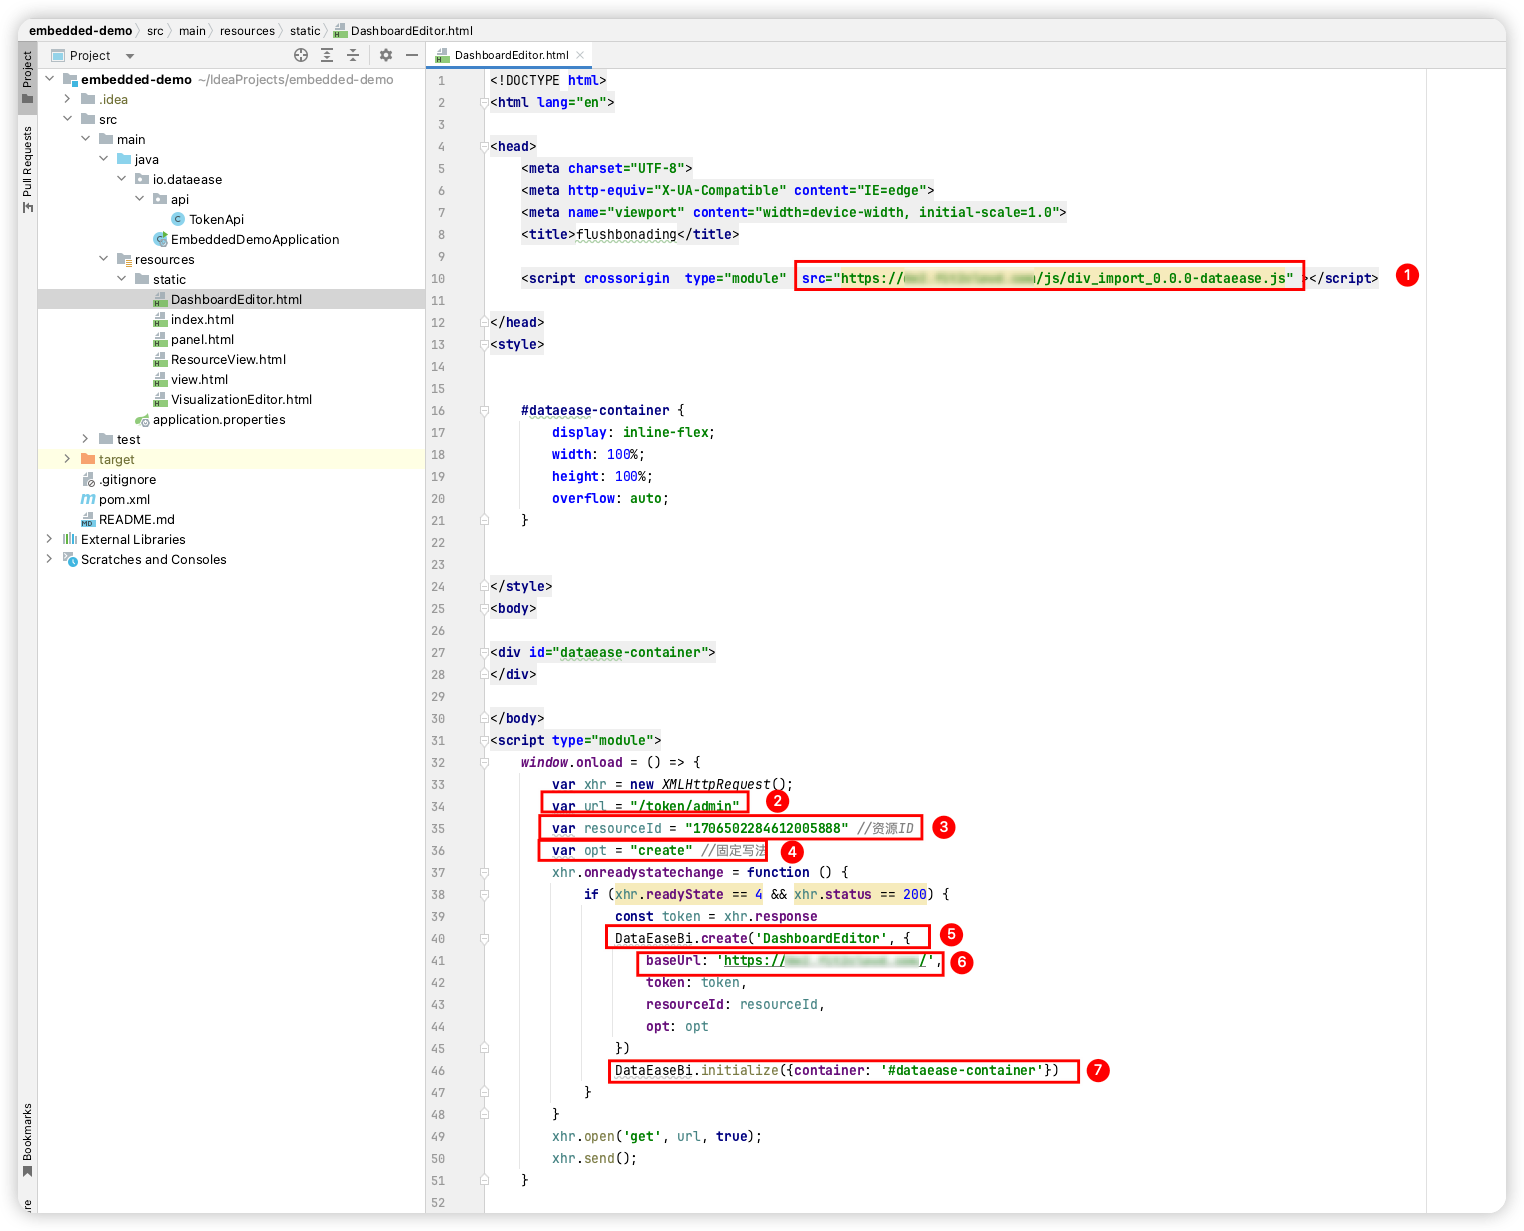 embedded-demo src main resources static DashboardEditor.html
Project
Pull Requests
Bookmarks
Project
embedded-demo ~/IdeaProjects/embedded-demo
.idea
src
main
java
io.dataease
api
TokenApi
EmbeddedDemoApplication
resources
static
DashboardEditor.html
index.html
panel.html
ResourceView.html
view.html
VisualizationEditor.html
application.properties
test
target
.gitignore
pom.xml
README.md
External Libraries
Scratches and Consoles
DashboardEditor.html
1 <!DOCTYPE html>
2 <html lang="en">
3
4 <head>
5 <meta charset="UTF-8">
6 <meta http-equiv="X-UA-Compatible" content="IE=edge">
7 <meta name="viewport" content="width=device-width, initial-scale=1.0">
8 <title>flushbonading</title>
9
10 <script crossorigin type="module" src="https:// /js/div_import_0.0.0-dataease.js" ></script> 1
11
12 </head>
13 <style>
14
15
16 #dataease-container {
17 display: inline-flex;
18 width: 100%;
19 height: 100%;
20 overflow: auto;
21 }
22
23
24 </style>
25 <body>
26
27 <div id="dataease-container">
28 </div>
29
30 </body>
31 <script type="module">
32 window.onload = () => {
33 var xhr = new XMLHttpRequest();
34 var url = "/token/admin" 2
35 var resourceId = "1706502284612005888" //资源ID 3
36 var opt = "create" //固定写法 4
37 xhr.onreadystatechange = function () {
38 if (xhr.readyState == 4 && xhr.status == 200) {
39 const token = xhr.response
40 DataEaseBi.create('DashboardEditor', { 5
41 baseUrl: 'https:// /', 6
42 token: token,
43 resourceId: resourceId,
44 opt: opt
45 })
46 DataEaseBi.initialize({container: '#dataease-container'}) 7
47 }
48 }
49 xhr.open('get', url, true);
50 xhr.send();
51 }
52